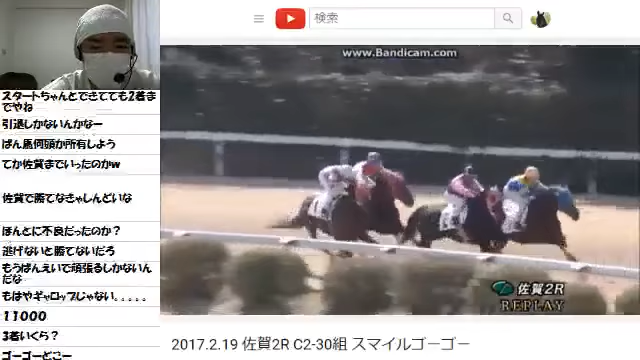 検索
www.Bandicam.com
スタートちゃんとできてても2着ま
でやね
引退しかないんかなー
ばん馬何頭か所有しよう
てか佐賀までいったのかw
佐賀で勝てなきゃしんどいな
ほんとに不良だったのか?
逃げないと勝てないだろ
もうばんえいで頑張るしかないん
だな
もはやギャロップじゃない。。。。。
11000
3着いくら?
ゴーゴーどこー
佐賀2R
REPLAY
2017.2.19 佐賀2R C2-30組 スマイルゴーゴー